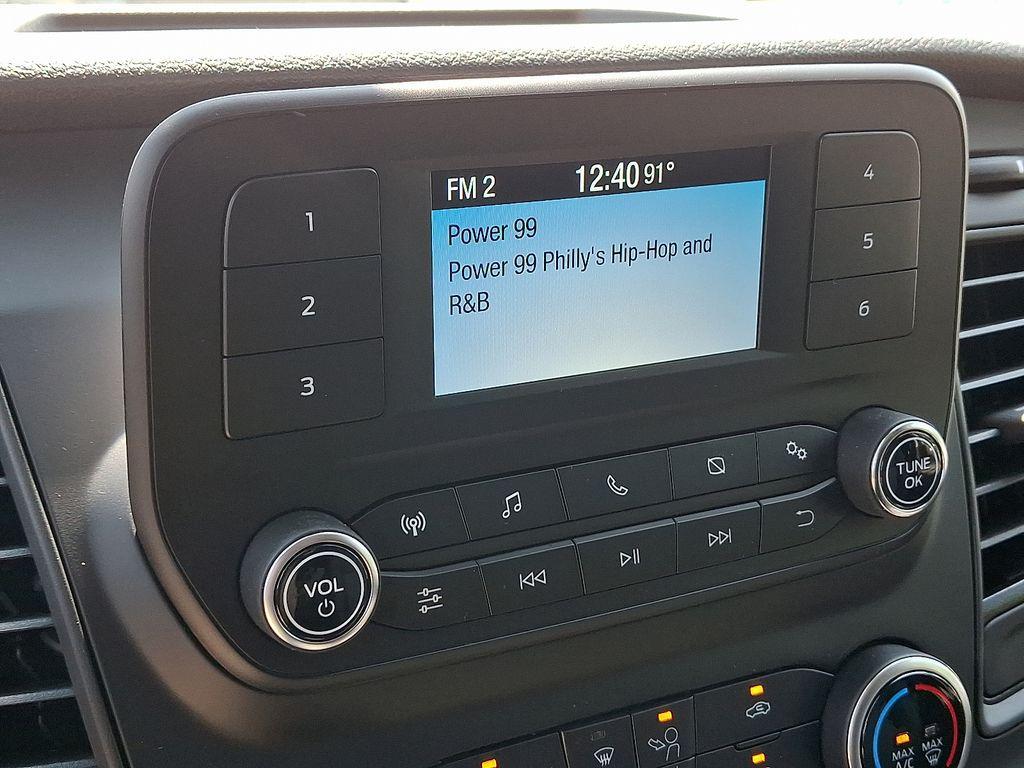 FM 2 12:40 91°
Power 99
Power 99 Philly's Hip-Hop and
R&B
1
2
3
4
5
6
VOL
TUNE
OK
MAX
A/C
MAX